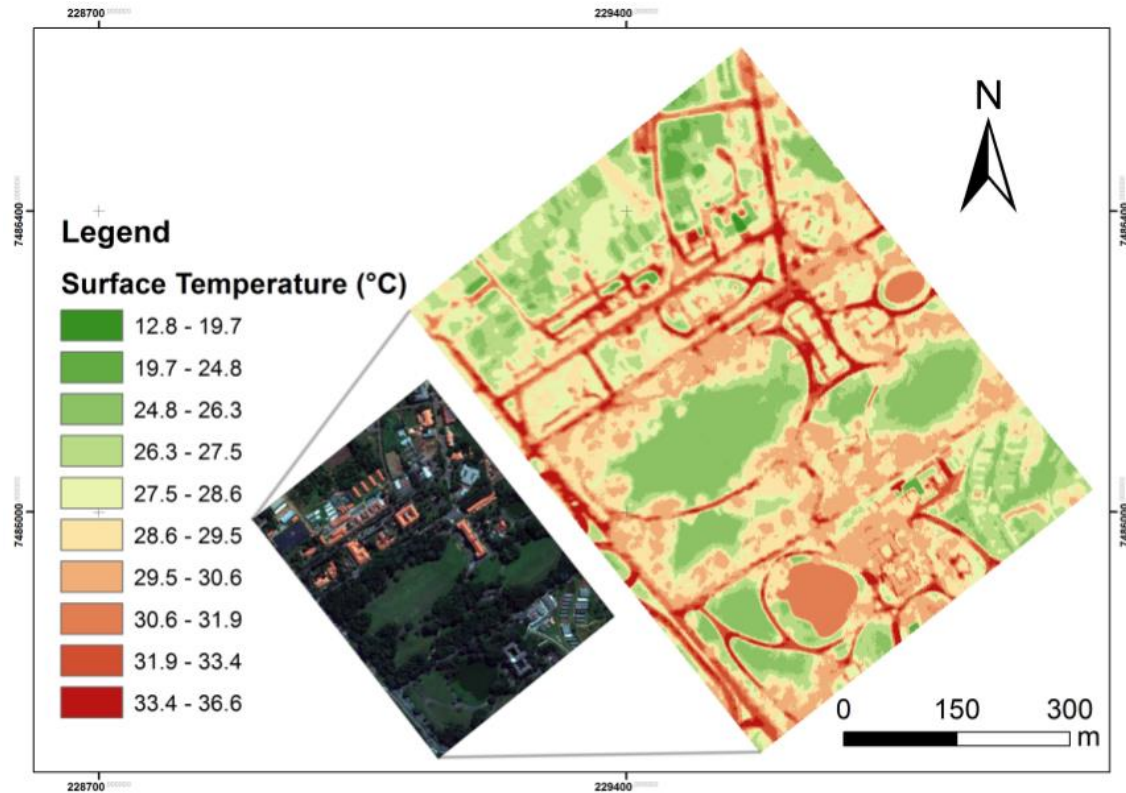 228700
229400
N
7486400
7486400
Legend
Surface Temperature (°C)
12.8 - 19.7
19.7 - 24.8
24.8 - 26.3
26.3 - 27.5
27.5 - 28.6
28.6 - 29.5
29.5 - 30.6
30.6 - 31.9
31.9 - 33.4
33.4 - 36.6
7486000
7486000
0 150 300
m
228700
229400